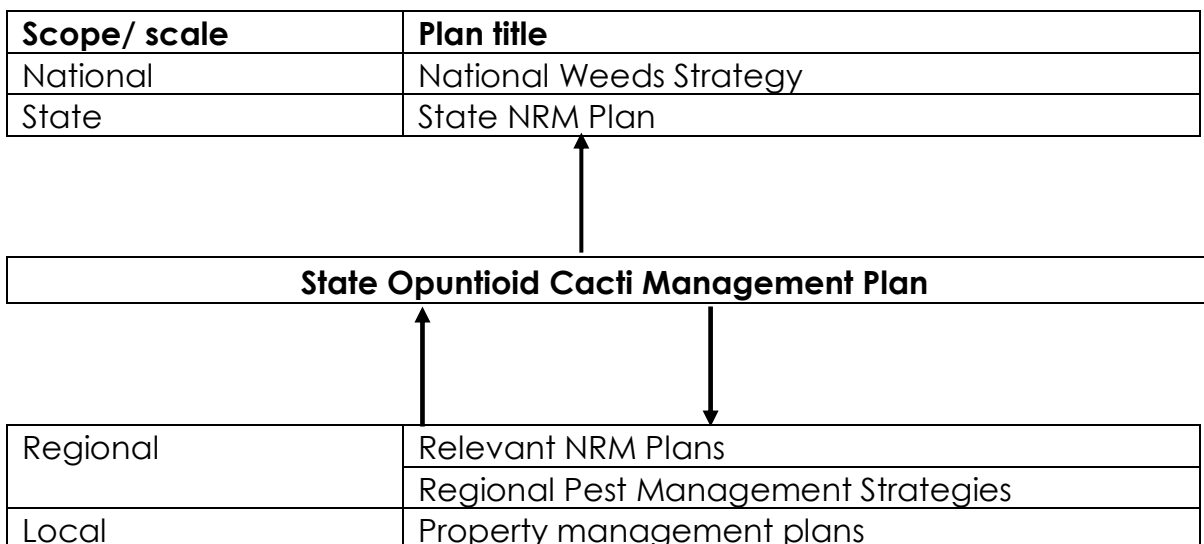 Scope/ scale Plan title
National National Weeds Strategy
State State NRM Plan
State Opuntioid Cacti Management Plan
Regional Relevant NRM Plans
Regional Pest Management Strategies
Local Property management plans